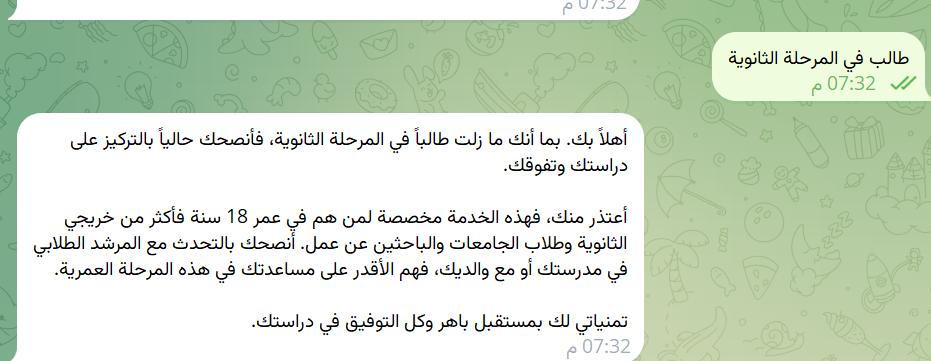 07:32 م
طالب في المرحلة الثانوية
07:32 م
أهلاً بك. بما أنك ما زلت طالباً في المرحلة الثانوية، فأنصحك حالياً بالتركيز على
دراستك وتفوقك.
أعتذر منك، فهذه الخدمة مخصصة لمن هم في عمر 18 سنة فأكثر من خريجي
الثانوية وطلاب الجامعات والباحثين عن عمل. أنصحك بالتحدث مع المرشد الطلابي
في مدرستك أو مع والديك، فهم الأقدر على مساعدتك في هذه المرحلة العمرية.
تمنياتي لك بمستقبل باهر وكل التوفيق في دراستك.
07:32 م